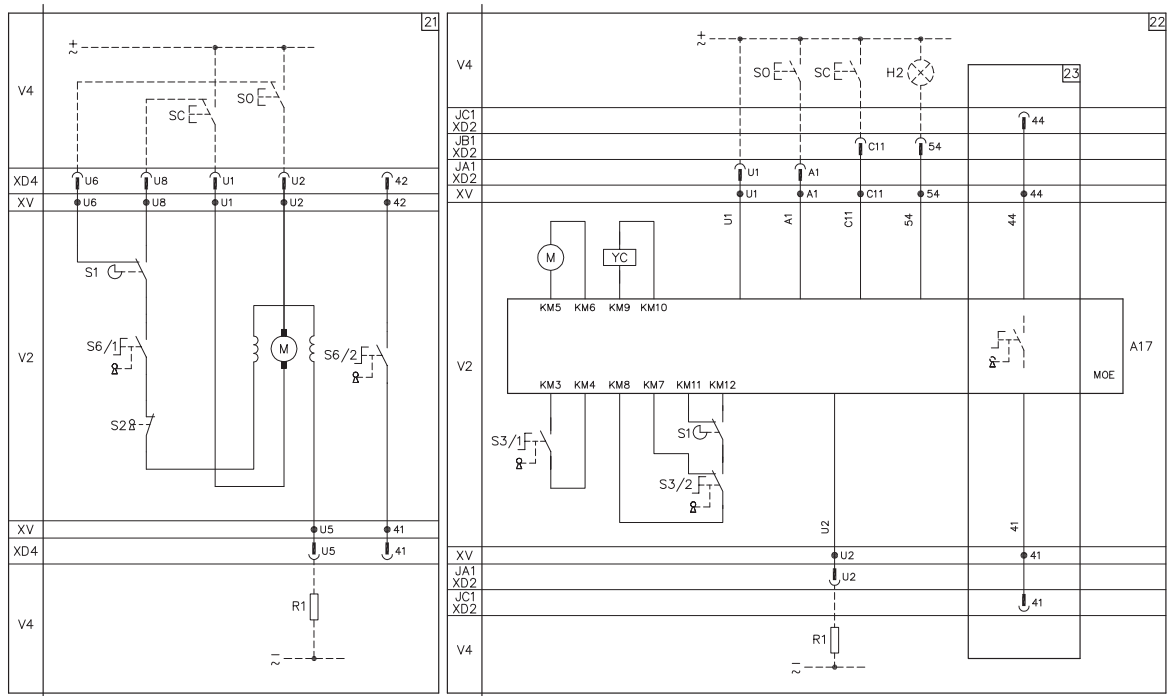 21
V4
+
~
SO
SC
XD4 U6 U8 U1 U2 42
XV U6 U8 U1 U2 42
S1
S6/1 M S6/2
V2
S2
XV U5 41
XD4 U5 41
R1
V4
–
~
22
+
~
V4 SO SC H2 23
JC1
XD2 44
JB1
XD2 C11 54
JA1
XD2 U1 A1
XV U1 A1 C11 54 44
U1 A1 C11 54 44
M YC
KM5 KM6 KM9 KM10
V2 A17
MOE
KM3 KM4 KM8 KM7 KM11 KM12
S3/1 S1
S3/2
U2 41
XV U2 41
JA1
XD2 U2
JC1
XD2 41
V4 R1
–
~